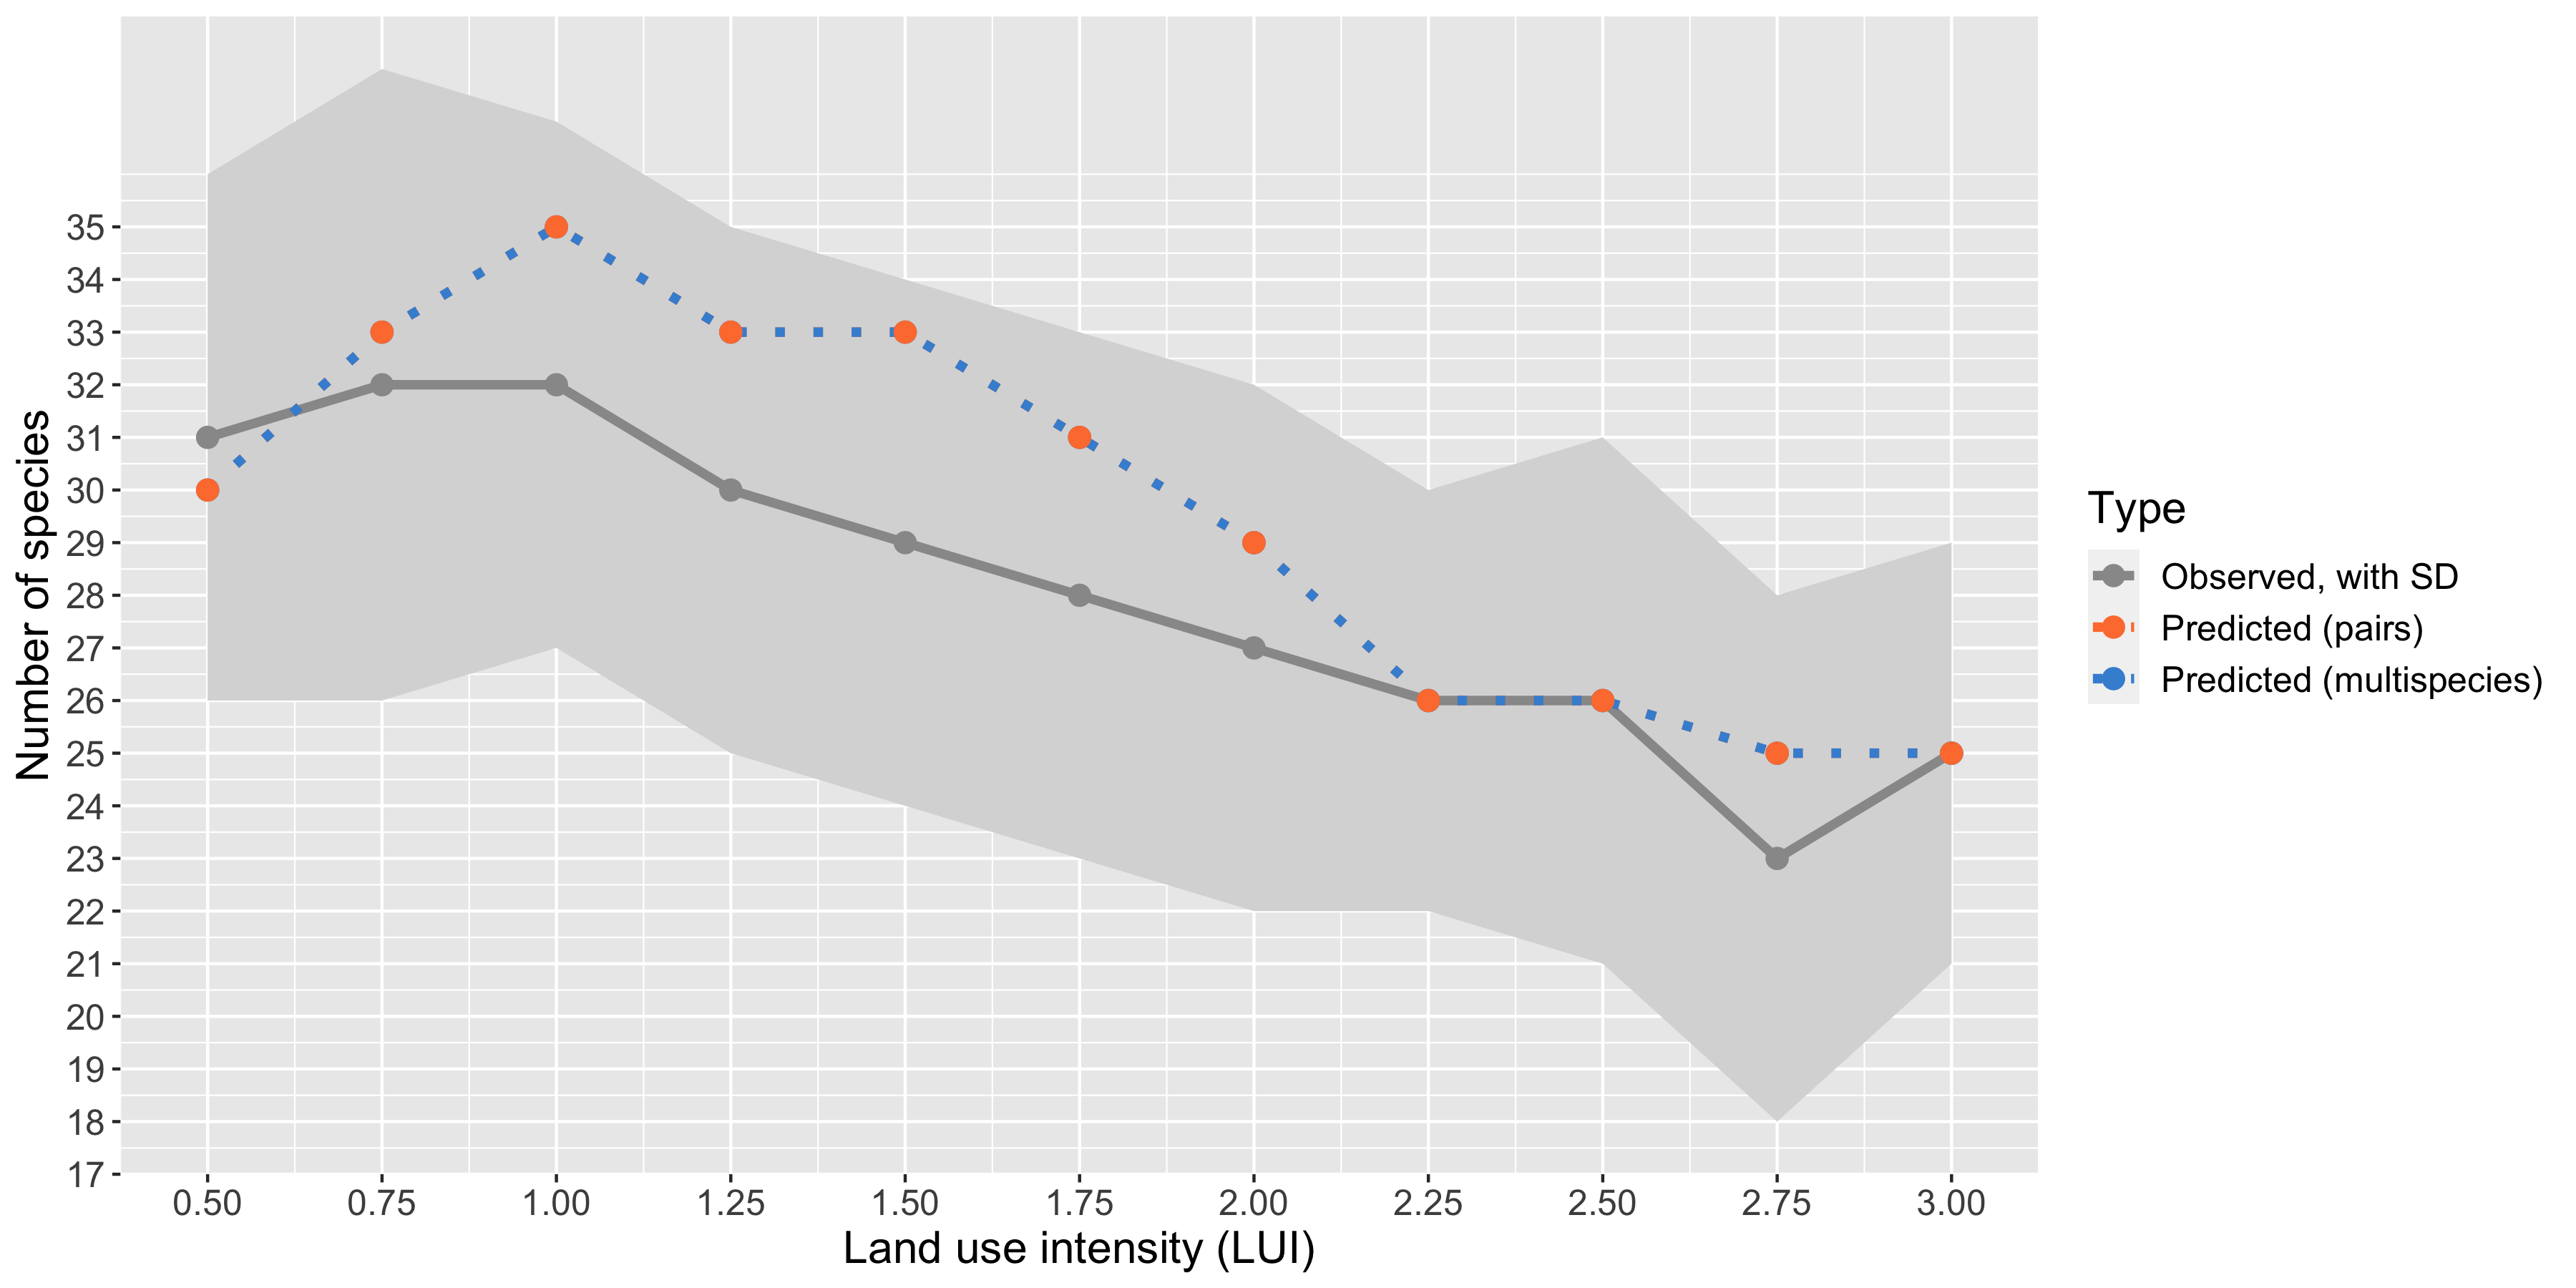 Number of species
35
34
33
32
31
30
29
28
27
26
25
24
23
22
21
20
19
18
17
0.50 0.75 1.00 1.25 1.50 1.75 2.00 2.25 2.50 2.75 3.00
Land use intensity (LUI)
Type
Observed, with SD
Predicted (pairs)
Predicted (multispecies)